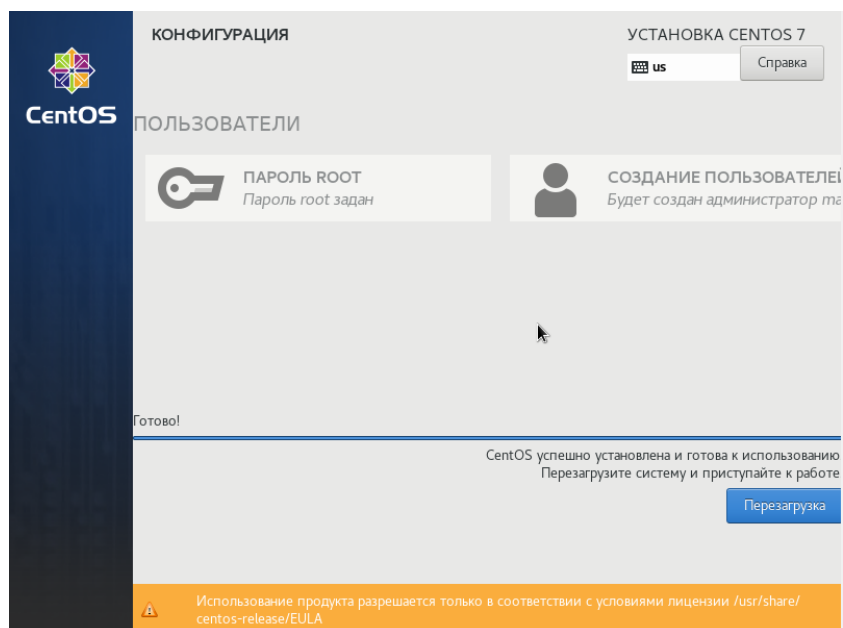 КОНФИГУРАЦИЯ
УСТАНОВКА CENTOS 7
us
Справка
CentOS
ПОЛЬЗОВАТЕЛИ
ПАРОЛЬ ROOT
Пароль root задан
СОЗДАНИЕ ПОЛЬЗОВАТЕЛЕЙ
Будет создан администратор
Готово!
CentOS успешно установлена и готова к использованию
Перезагрузите систему и приступайте к работе
Перезагрузка
Использование продукта разрешается только в соответствии с условиями лицензии /usr/share/
centos-release/EULA